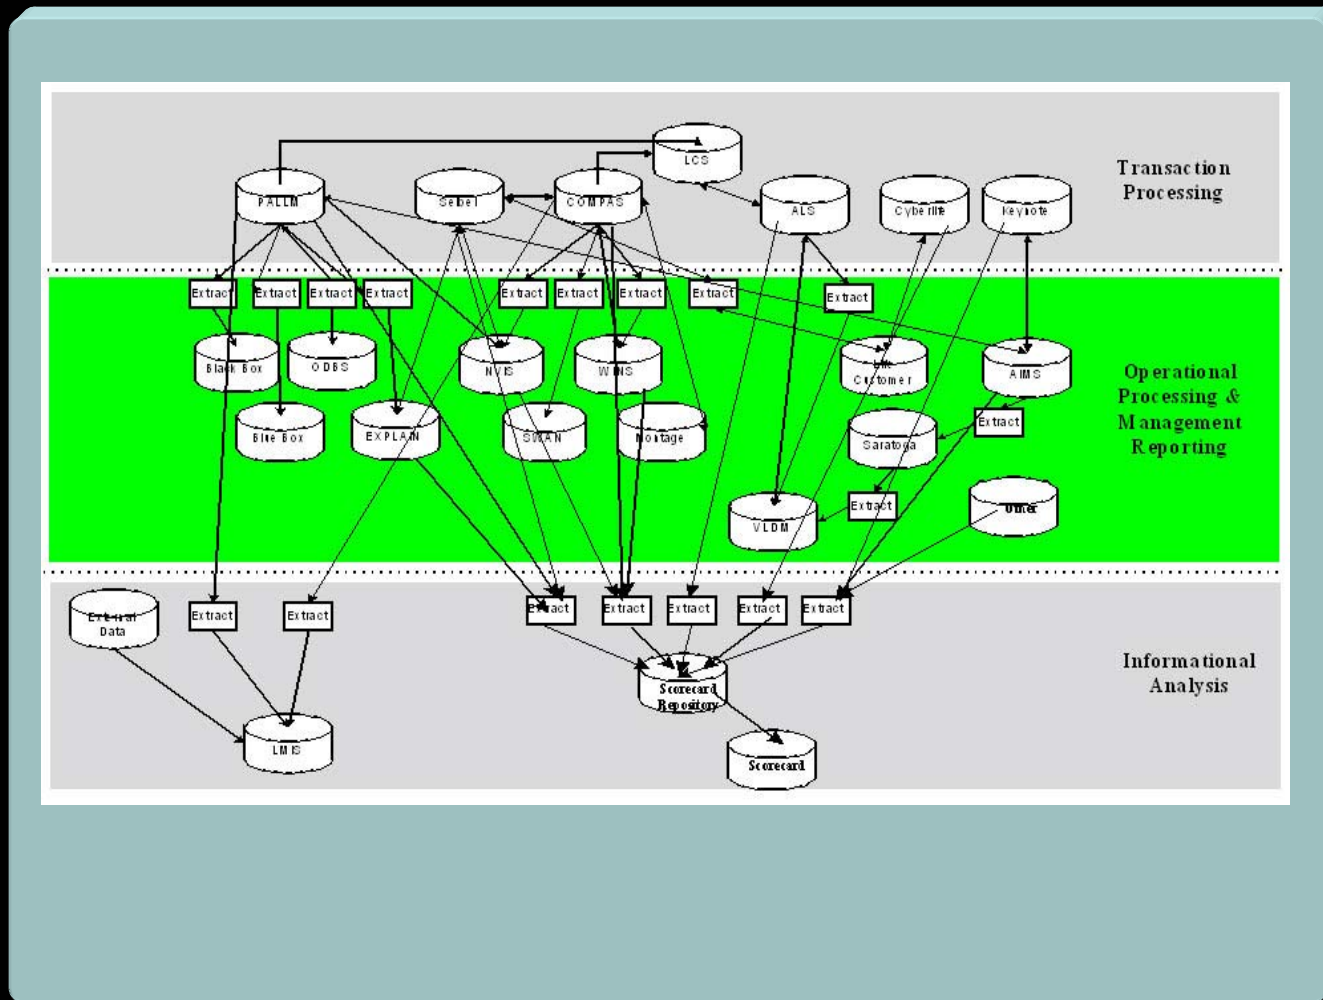 LCS
Transaction
Processing
PALLM
Seibel
COMPAS
ALS
Cyberlife
Keynote
Extract
Extract
Extract
Extract
Extract
Extract
Extract
Extract
Extract
Black Box
ODBS
NVIS
WINS
Customer
AIMS
Operational
Processing &
Management
Reporting
Blue Box
EXPLAIN
SWAN
Montage
Saratoga
Extract
VLDM
Extract
Other
External
Data
Extract
Extract
Extract
Extract
Extract
Extract
Extract
Informational
Analysis
Scorecard
Repository
LMIS
Scorecard